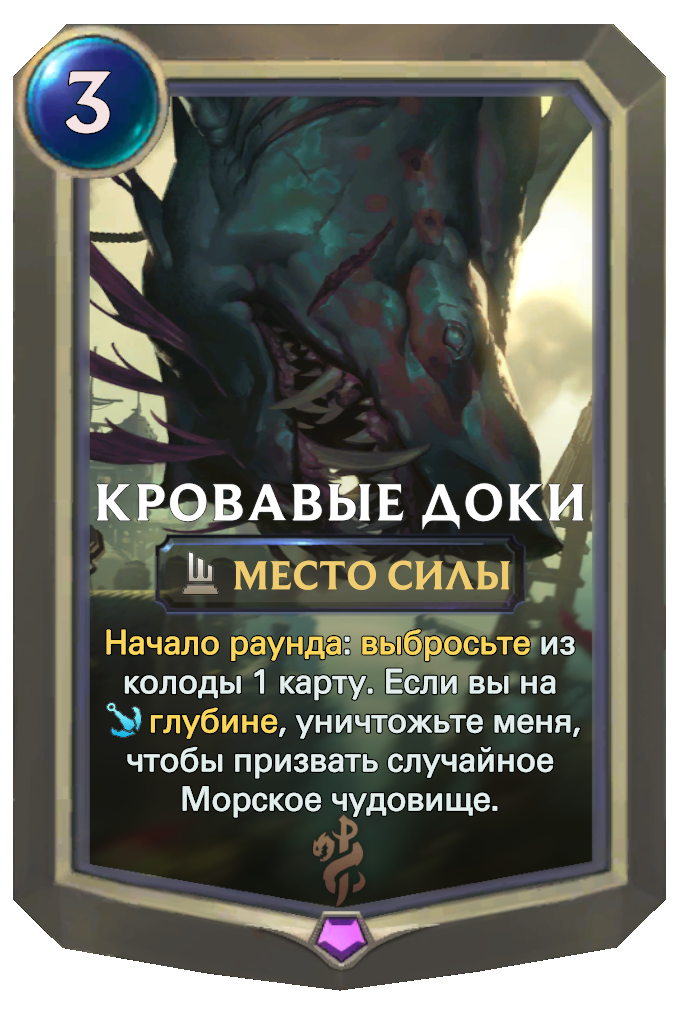 3
КРОВАВЫЕ ДОКИ
МЕСТО СИЛЫ
Начало раунда: выбросьте из
колоды 1 карту. Если вы на
глубине, уничтожьте меня,
чтобы призвать случайное
Морское чудовище.